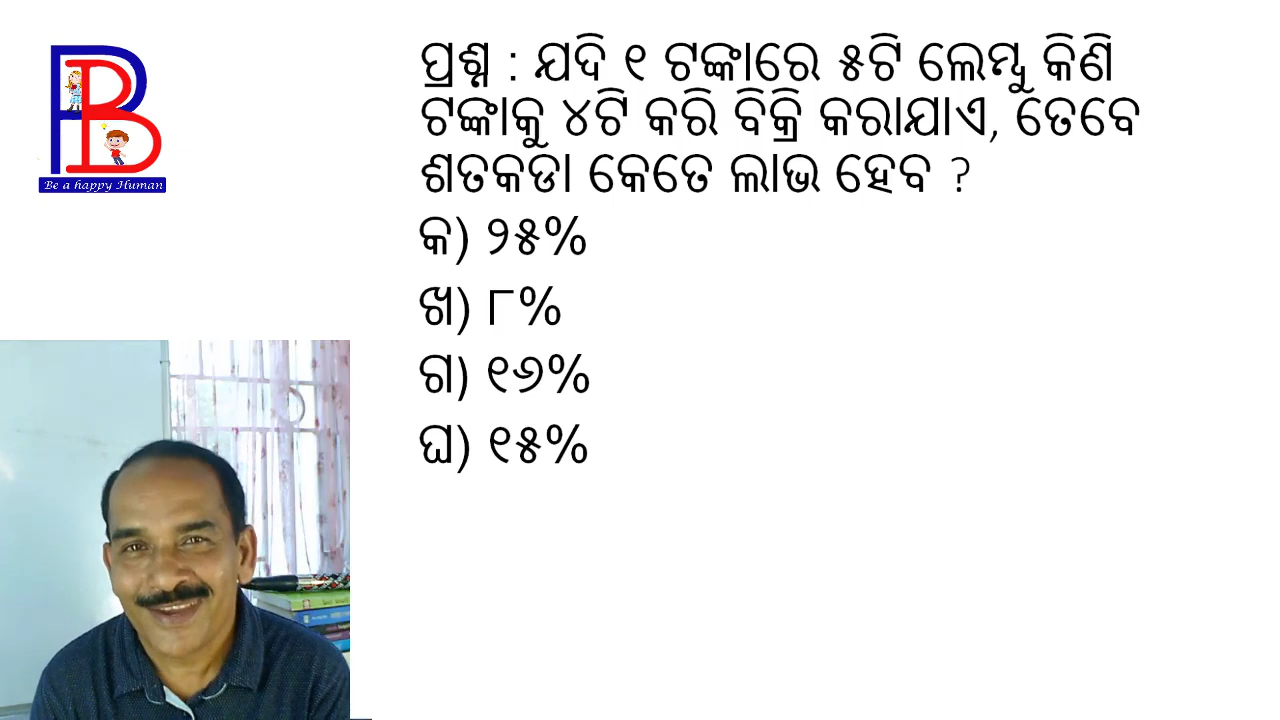 Be a happy Human
ପ୍ରଶ୍ନ : ଯଦି ୧ ଟଙ୍କାରେ ୫ଟି ଲେମ୍ବୁ କିଣି
ଟଙ୍କାକୁ ୪ଟି କରି ବିକ୍ରି କରାଯାଏ, ତେବେ
ଶତକଡା କେତେ ଲାଭ ହେବ ?
କ) ୨୫%
ଖ) ୮%
ଗ) ୧୬%
ଘ) ୧୫%